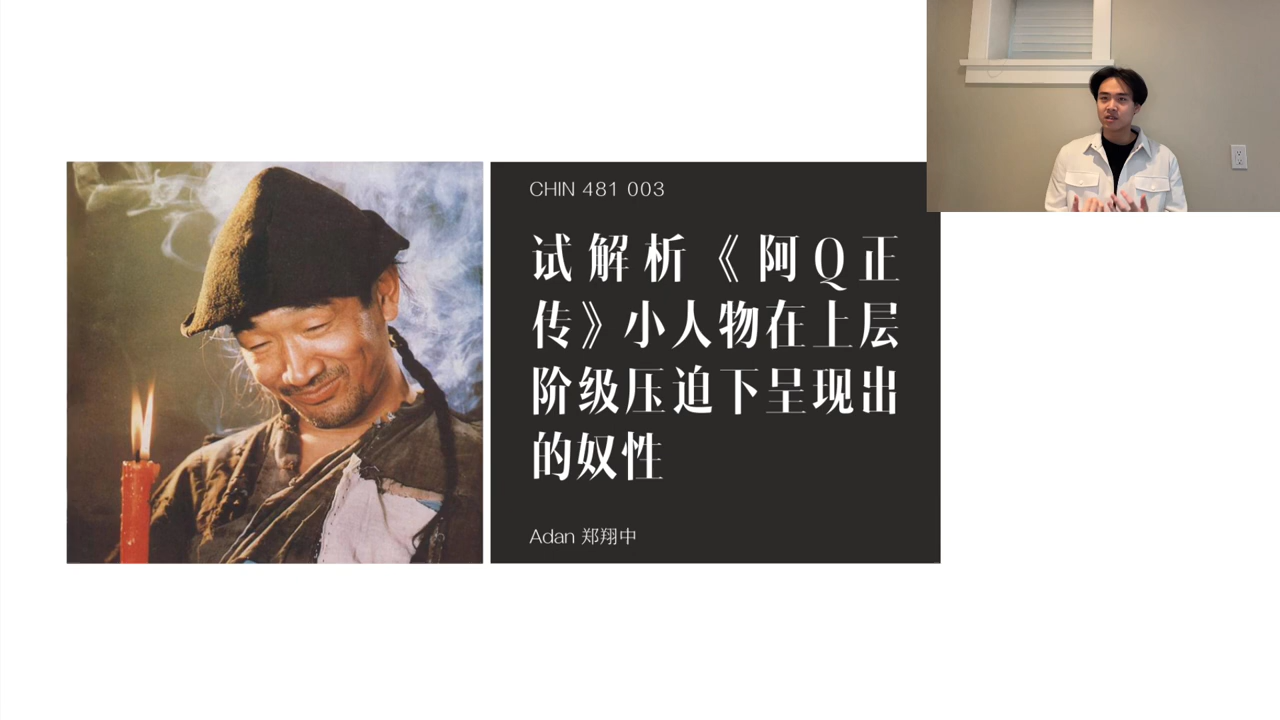 CHIN 481 003
试解析《阿Q正
传》小人物在上层
阶级压迫下呈现出
的奴性
Adan 郑翔中